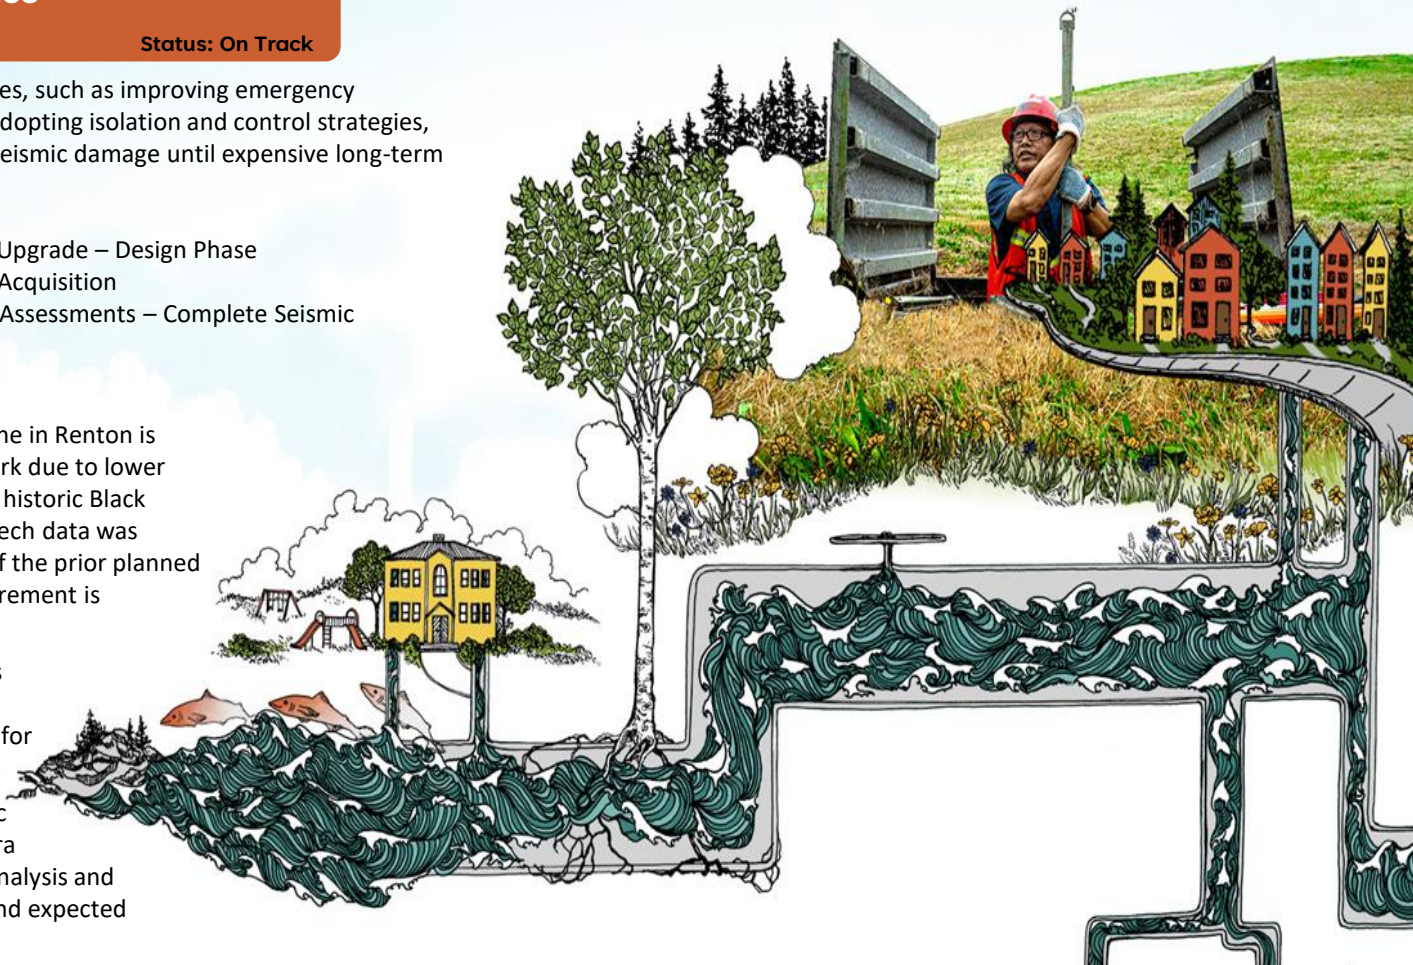 Status: On Track
es, such as improving emergency
dopting isolation and control strategies,
eismic damage until expensive long-term
Upgrade – Design Phase
Acquisition
Assessments – Complete Seismic
ne in Renton is
rk due to lower
historic Black
ech data was
f the prior planned
rement is
s
for
c
ra
nalysis and
nd expected